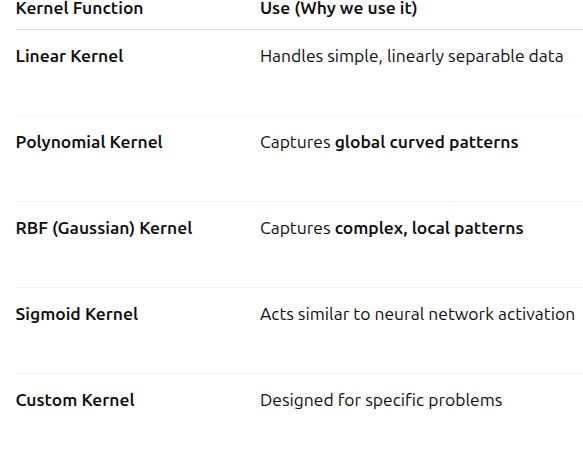 Kernel Function Use (Why we use it)
Linear Kernel Handles simple, linearly separable data
Polynomial Kernel Captures global curved patterns
RBF (Gaussian) Kernel Captures complex, local patterns
Sigmoid Kernel Acts similar to neural network activation
Custom Kernel Designed for specific problems